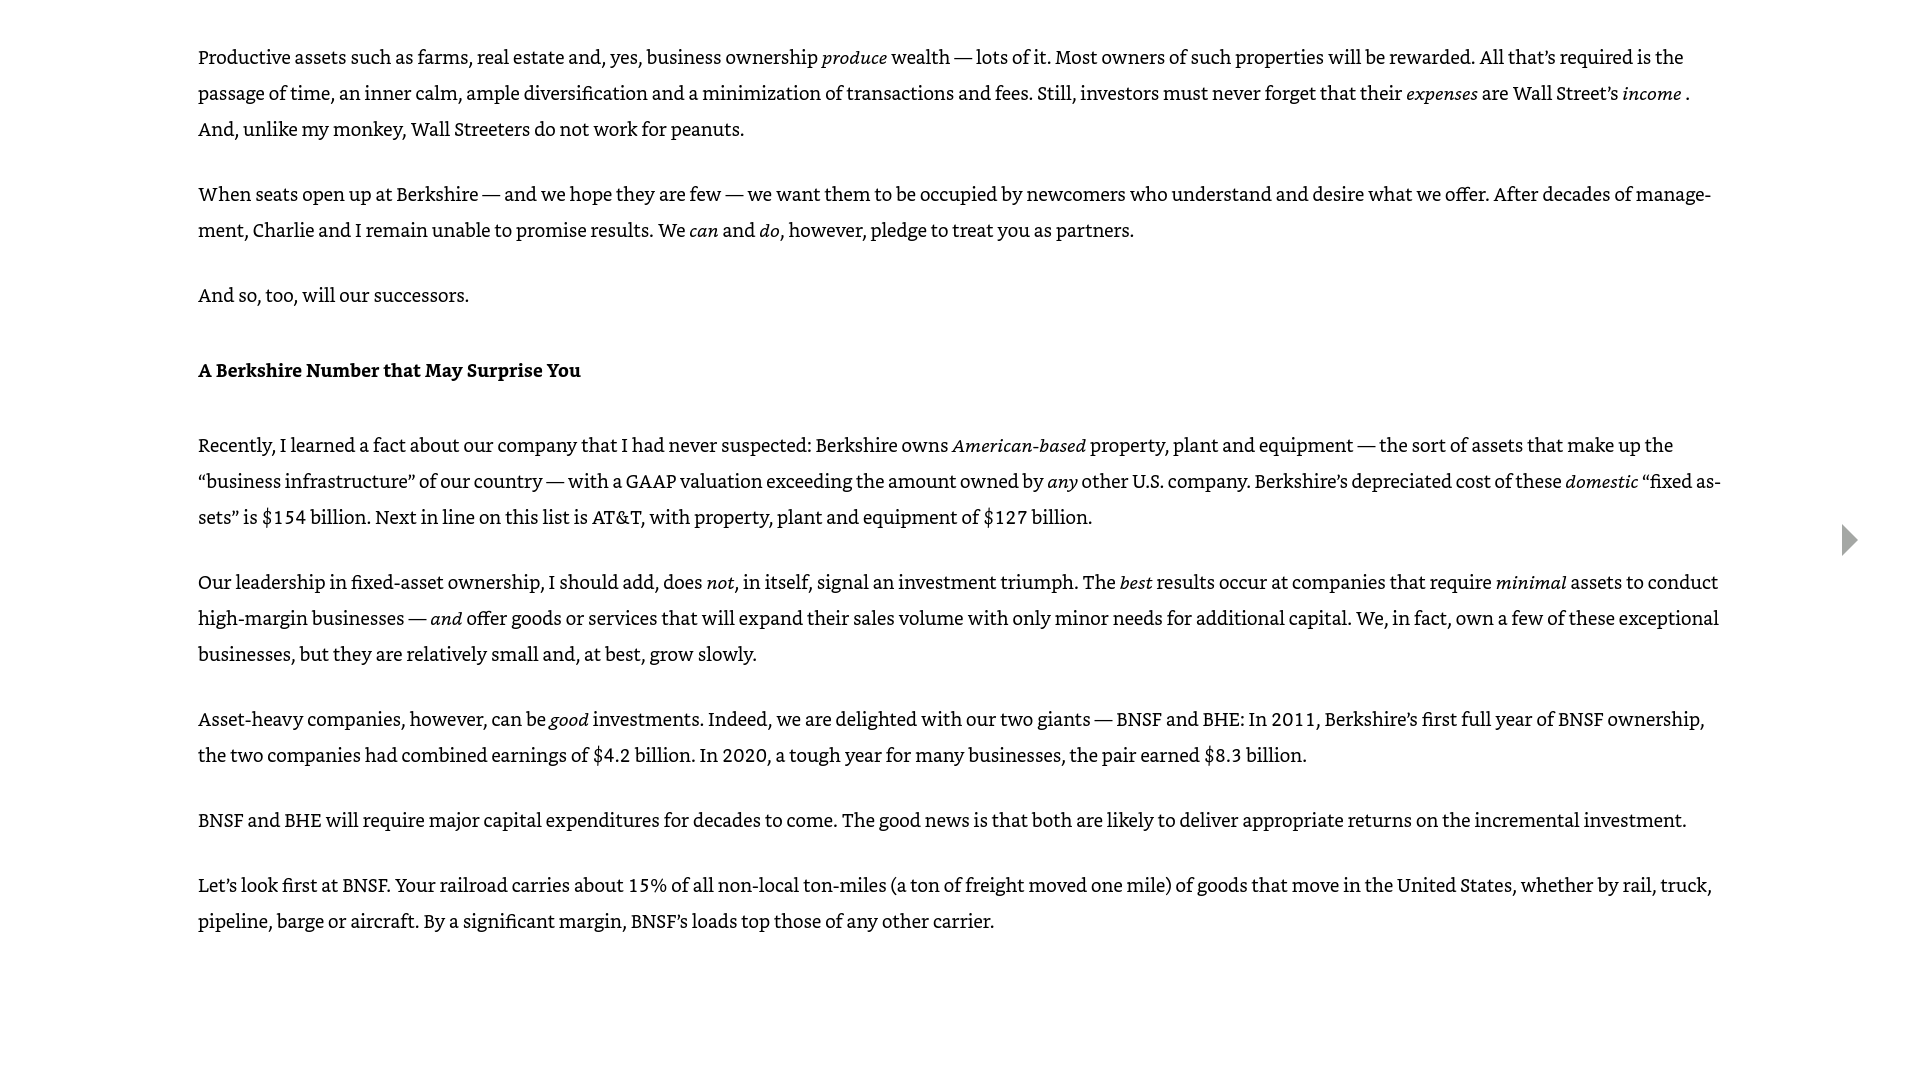 Productive assets such as farms, real estate and, yes, business ownership produce wealth — lots of it. Most owners of such properties will be rewarded. All that’s required is the
passage of time, an inner calm, ample diversification and a minimization of transactions and fees. Still, investors must never forget that their expenses are Wall Street’s income .
And, unlike my monkey, Wall Streeters do not work for peanuts.
When seats open up at Berkshire — and we hope they are few — we want them to be occupied by newcomers who understand and desire what we offer. After decades of manage-
ment, Charlie and I remain unable to promise results. We can and do, however, pledge to treat you as partners.
And so, too, will our successors.
A Berkshire Number that May Surprise You
Recently, I learned a fact about our company that I had never suspected: Berkshire owns American-based property, plant and equipment — the sort of assets that make up the
“business infrastructure” of our country — with a GAAP valuation exceeding the amount owned by any other U.S. company. Berkshire’s depreciated cost of these domestic “fixed as-
sets” is $154 billion. Next in line on this list is AT&T, with property, plant and equipment of $127 billion.
Our leadership in fixed-asset ownership, I should add, does not, in itself, signal an investment triumph. The best results occur at companies that require minimal assets to conduct
high-margin businesses — and offer goods or services that will expand their sales volume with only minor needs for additional capital. We, in fact, own a few of these exceptional
businesses, but they are relatively small and, at best, grow slowly.
Asset-heavy companies, however, can be good investments. Indeed, we are delighted with our two giants — BNSF and BHE: In 2011, Berkshire’s first full year of BNSF ownership,
the two companies had combined earnings of $4.2 billion. In 2020, a tough year for many businesses, the pair earned $8.3 billion.
BNSF and BHE will require major capital expenditures for decades to come. The good news is that both are likely to deliver appropriate returns on the incremental investment.
Let’s look first at BNSF. Your railroad carries about 15% of all non-local ton-miles (a ton of freight moved one mile) of goods that move in the United States, whether by rail, truck,
pipeline, barge or aircraft. By a significant margin, BNSF’s loads top those of any other carrier.